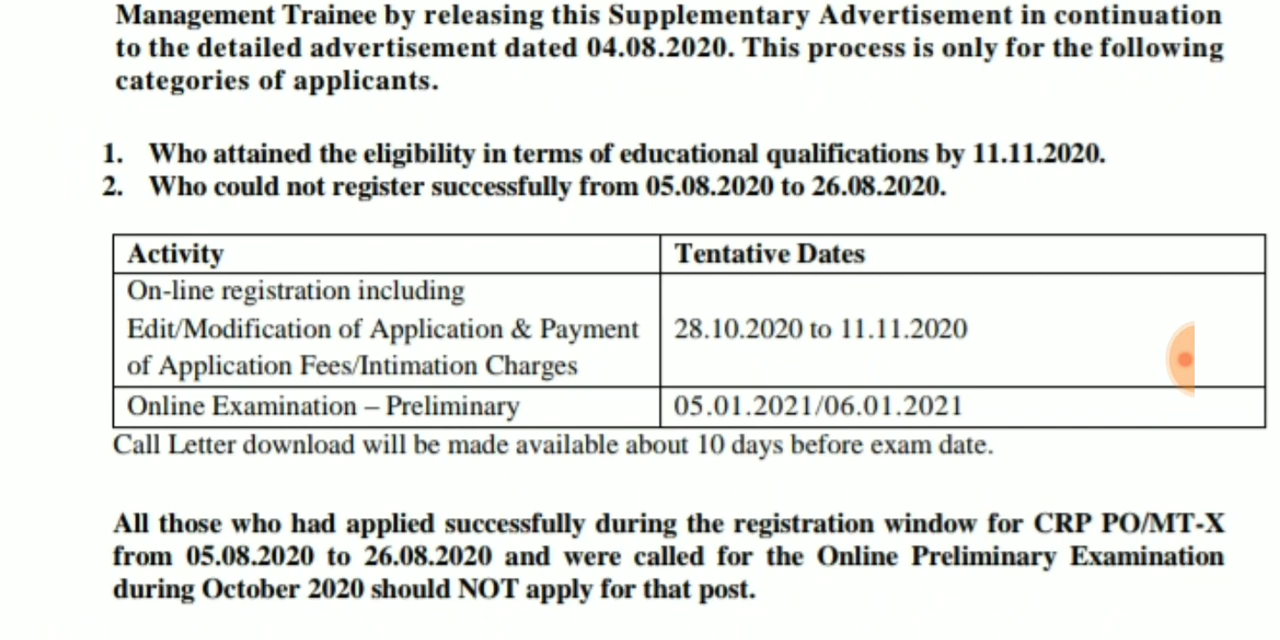 Management Trainee by releasing this Supplementary Advertisement in continuation
to the detailed advertisement dated 04.08.2020. This process is only for the following
categories of applicants.
1. Who attained the eligibility in terms of educational qualifications by 11.11.2020.
2. Who could not register successfully from 05.08.2020 to 26.08.2020.
Activity Tentative Dates
On-line registration including
Edit/Modification of Application & Payment 28.10.2020 to 11.11.2020
of Application Fees/Intimation Charges
Online Examination – Preliminary 05.01.2021/06.01.2021
Call Letter download will be made available about 10 days before exam date.
All those who had applied successfully during the registration window for CRP PO/MT-X
from 05.08.2020 to 26.08.2020 and were called for the Online Preliminary Examination
during October 2020 should NOT apply for that post.